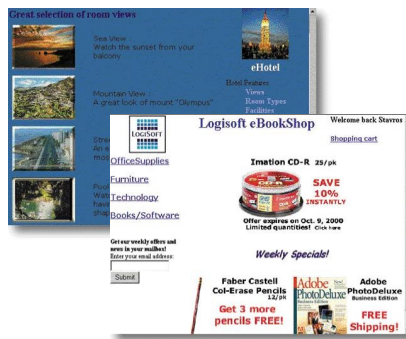 Great selection of room views
Sea View :
Watch the sunset from your
balcony
Mountain View :
A great look of mount "Olympus"
eHotel
Hotel Features
Views
Room Types
Facilities
LOGISOFT
Logisoft eBookShop
Welcome back Stavros
Shopping cart
OfficeSupplies
Furniture
Technology
Books/Software
Get our weekly offers and
news in your mailbox!
Enter your email address:
Submit
Imation CD-R 25/pk
SAVE
10%
INSTANTLY
Offer expires on Oct. 9, 2000
Limited quantities! Click here
Weekly Specials!
Faber Castell
Col-Erase Pencils
12/pk
Get 3 more
pencils FREE!
Adobe
PhotoDeluxe
Business Edition
Adobe
PhotoDeluxe
Business Edition
FREE
Shipping!